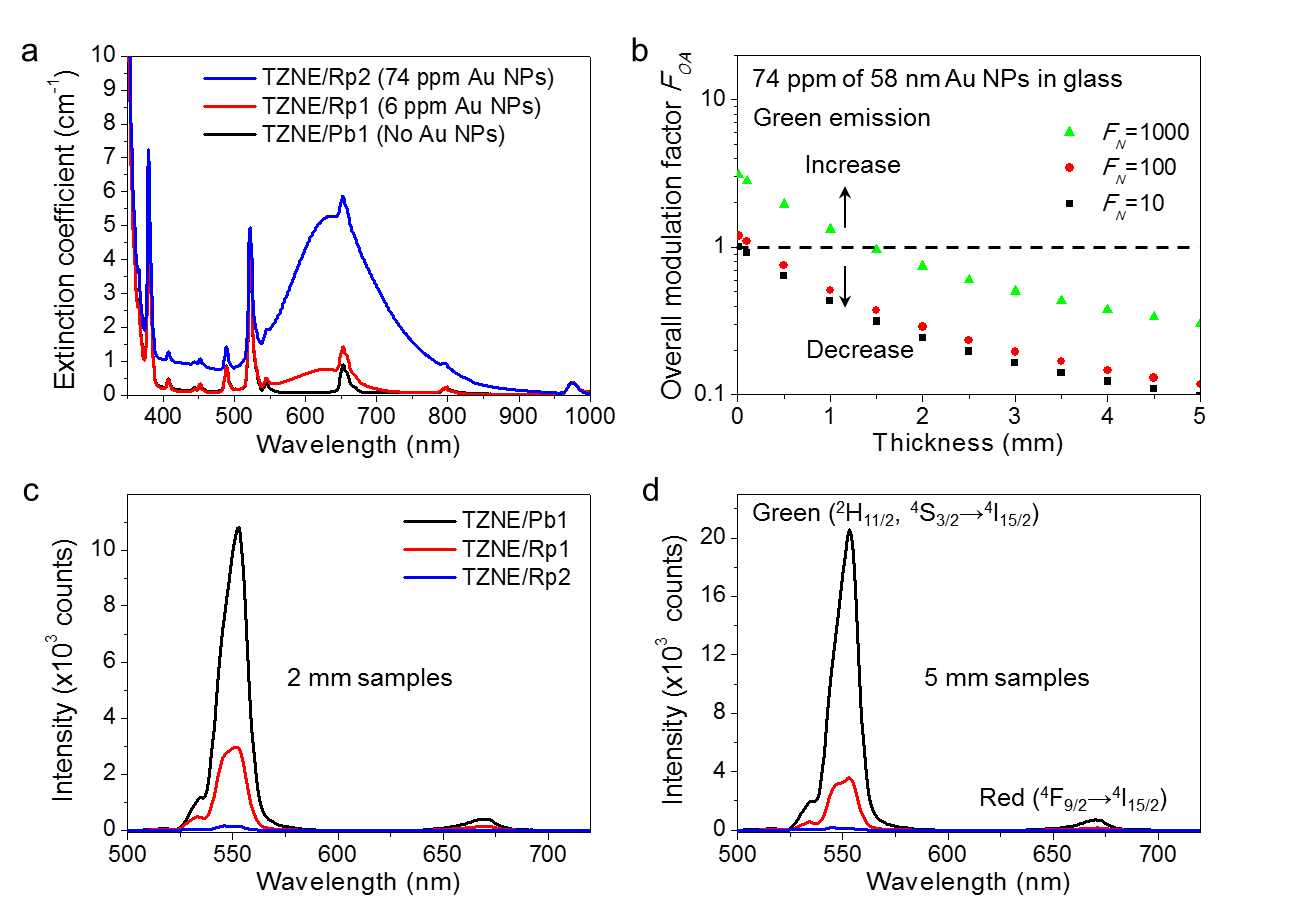 a
10
9
8
7
6
5
4
3
2
1
0
Extinction coefficient (cm⁻¹)
TZNE/Rp2 (74 ppm Au NPs)
TZNE/Rp1 (6 ppm Au NPs)
TZNE/Pb1 (No Au NPs)
400 500 600 700 800 900 1000
Wavelength (nm)
b
10
1
0.1
Overall modulation factor F_OA
74 ppm of 58 nm Au NPs in glass
Green emission
F_N=1000
F_N=100
F_N=10
Increase
Decrease
0 1 2 3 4 5
Thickness (mm)
c
10
8
6
4
2
0
Intensity (x10³ counts)
TZNE/Pb1
TZNE/Rp1
TZNE/Rp2
2 mm samples
500 550 600 650 700
Wavelength (nm)
d
20
16
12
8
4
0
Intensity (x10³ counts)
Green (²H₁₁/₂, ⁴S₃/₂→⁴I₁₅/₂)
5 mm samples
Red (⁴F₉/₂→⁴I₁₅/₂)
500 550 600 650 700
Wavelength (nm)